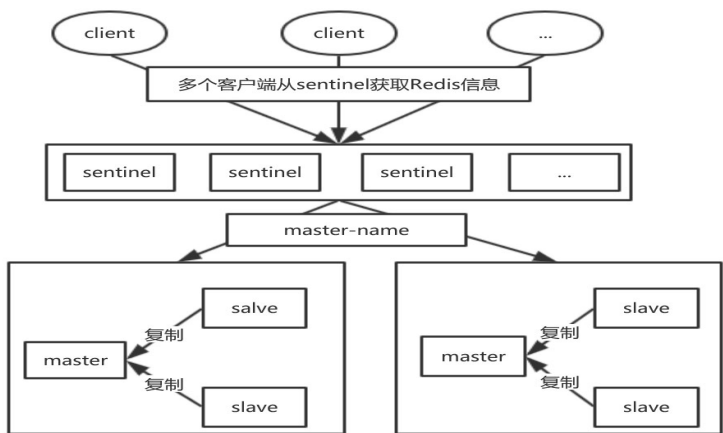 client
client
...
多个客户端从sentinel获取Redis信息
sentinel
sentinel
sentinel
...
master-name
salve
复制
master
复制
slave
slave
复制
master
复制
slave